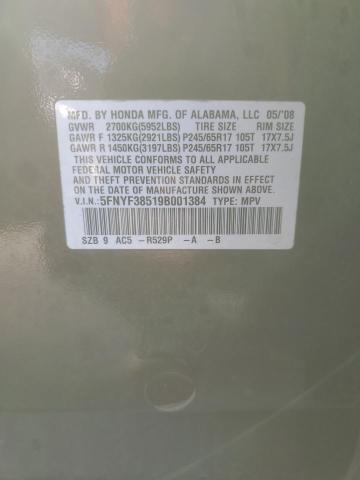 MFD. BY HONDA MFG. OF ALABAMA, LLC 05/'08
GVWR 2700KG(5952LBS) TIRE SIZE RIM SIZE
GAWR F 1325KG(2921LBS) P245/65R17 105T 17X7.5J
GAWR R 1450KG(3197LBS) P245/65R17 105T 17X7.5J
THIS VEHICLE CONFORMS TO ALL APPLICABLE
FEDERAL MOTOR VEHICLE SAFETY AND THEFT
PREVENTION STANDARDS IN EFFECT ON THE DATE
OF MANUFACTURE SHOWN ABOVE.
V.I.N.: 5FNYF38519B001384 TYPE: MPV
SZB 9 AC5 -R529P -A -B